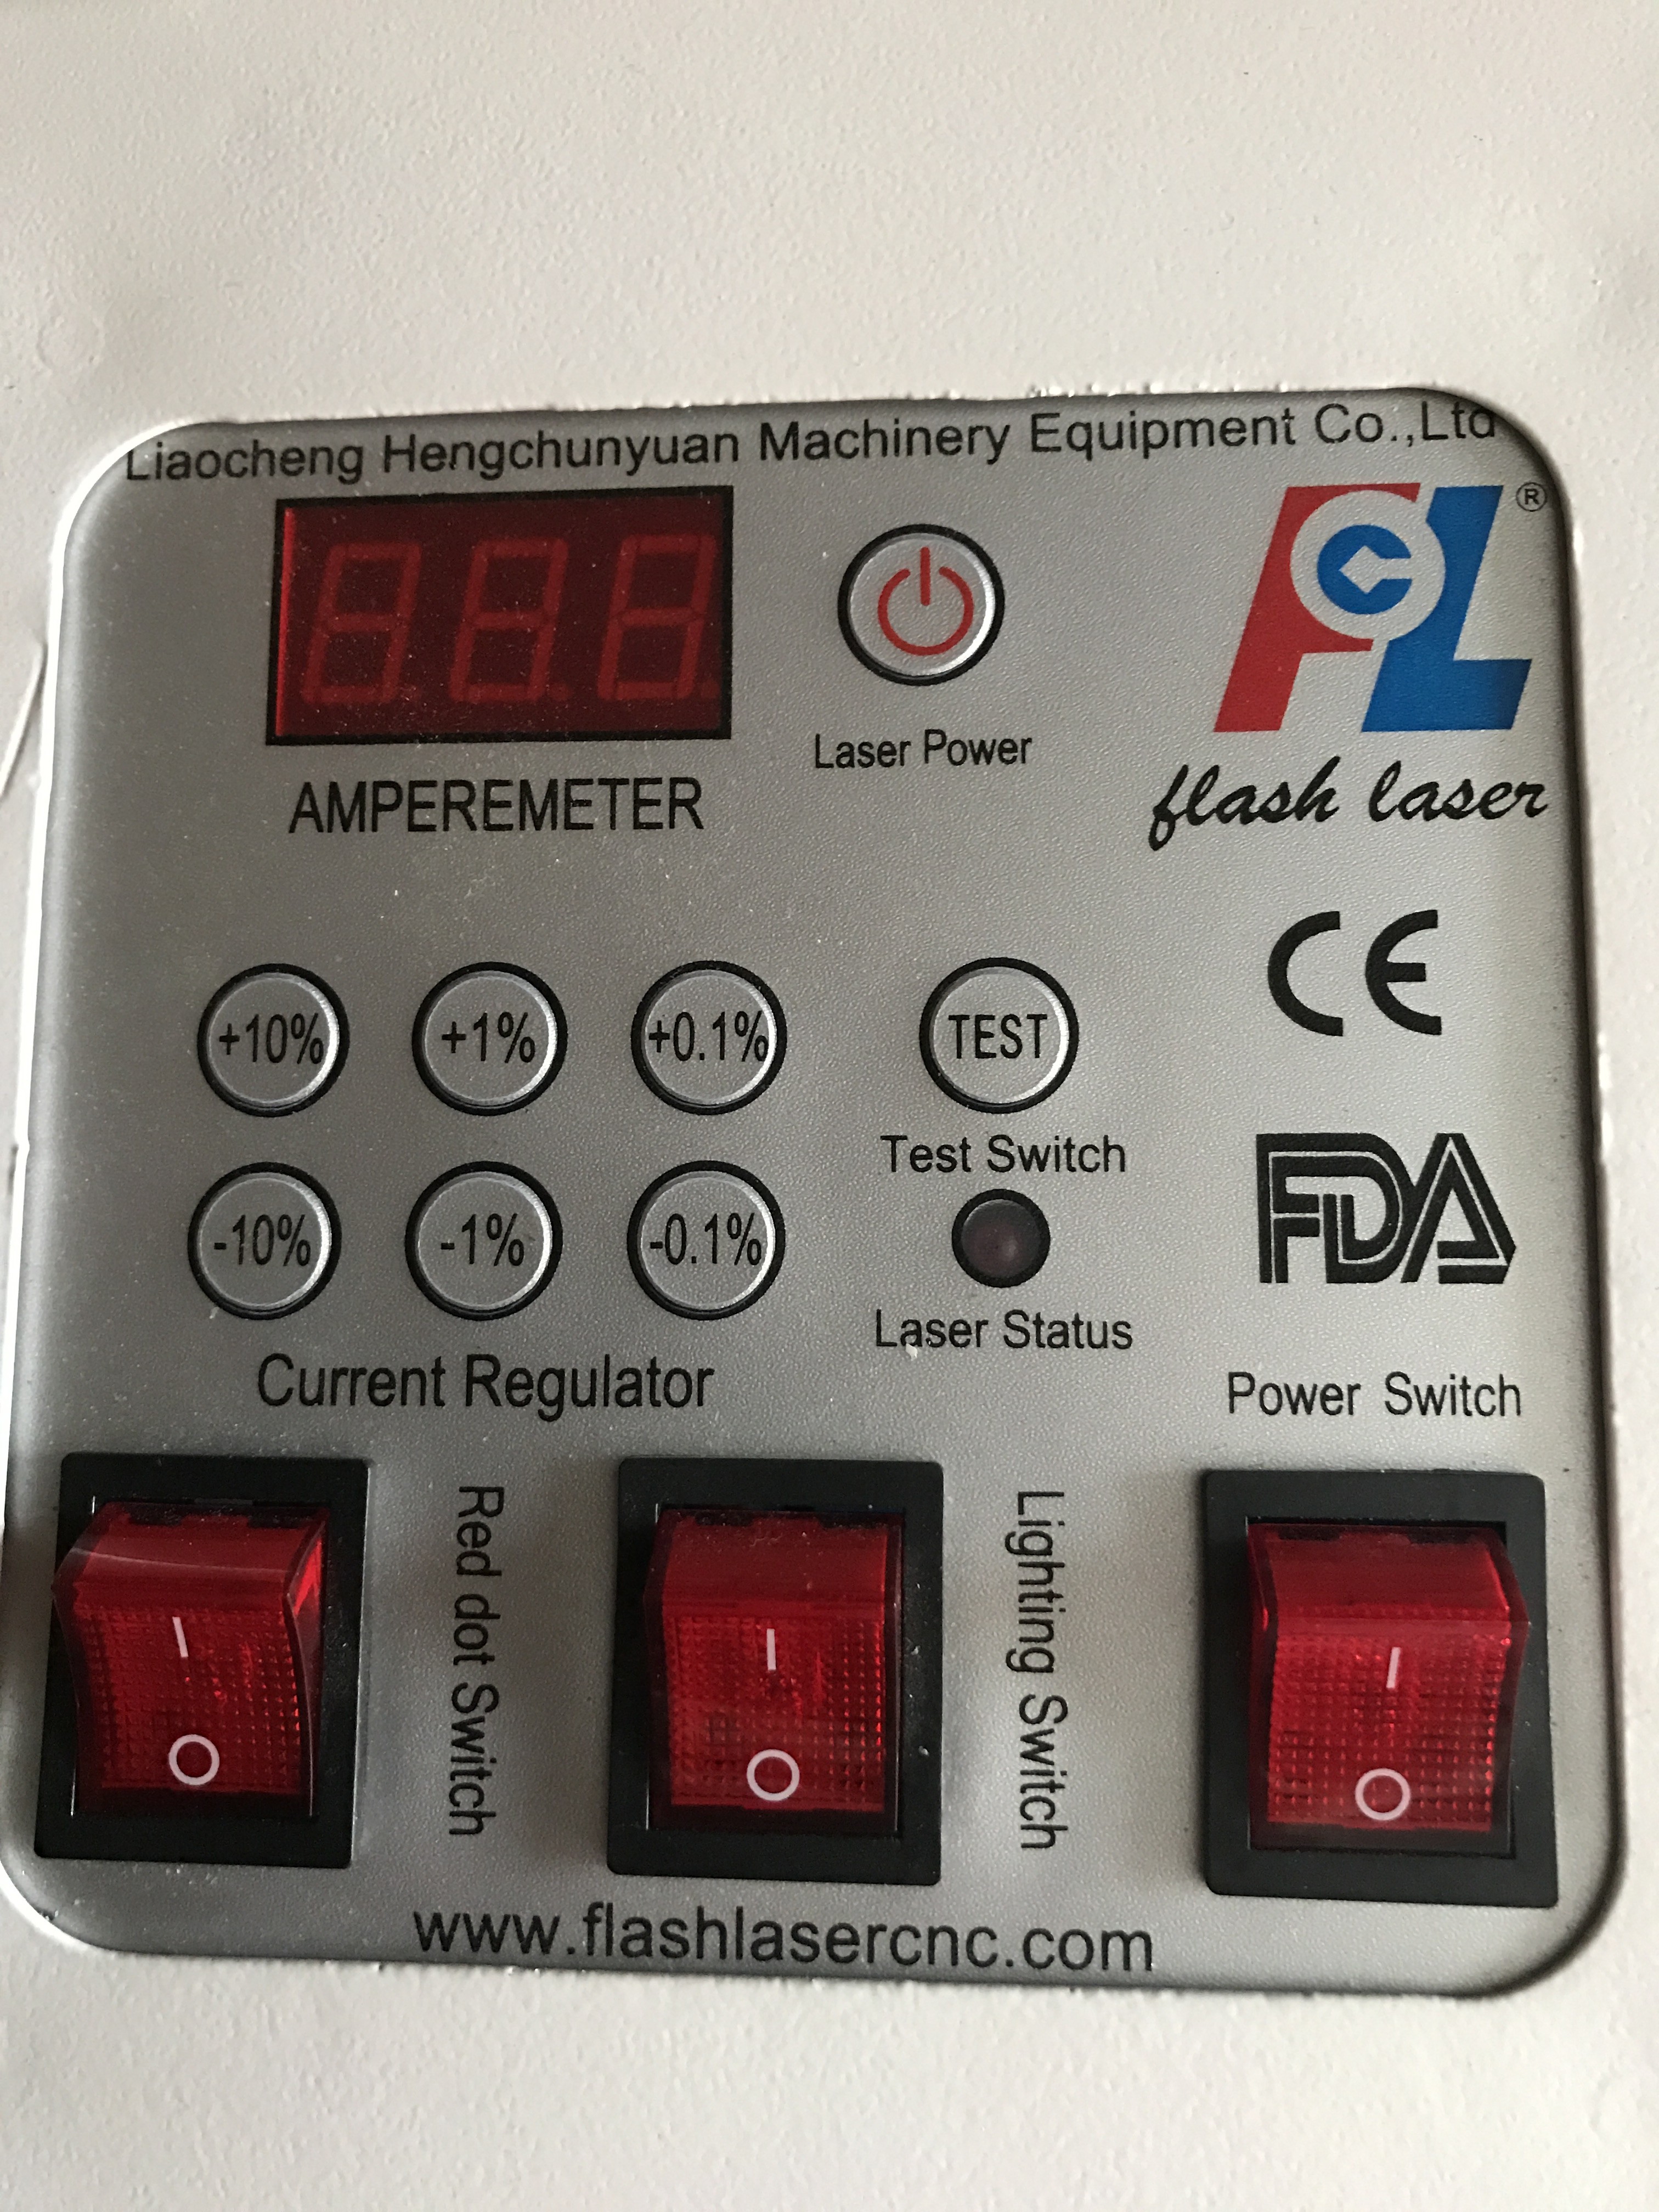 Liaocheng Hengchunyuan Machinery Equipment Co.,Ltd
FCL®
Laser Power
flash laser
AMPEREMETER
CE
+10% +1% +0.1% TEST
Test Switch
FDA
-10% -1% -0.1%
Laser Status
Current Regulator
Power Switch
Red dot Switch
Lighting Switch
www.flashlasercnc.com